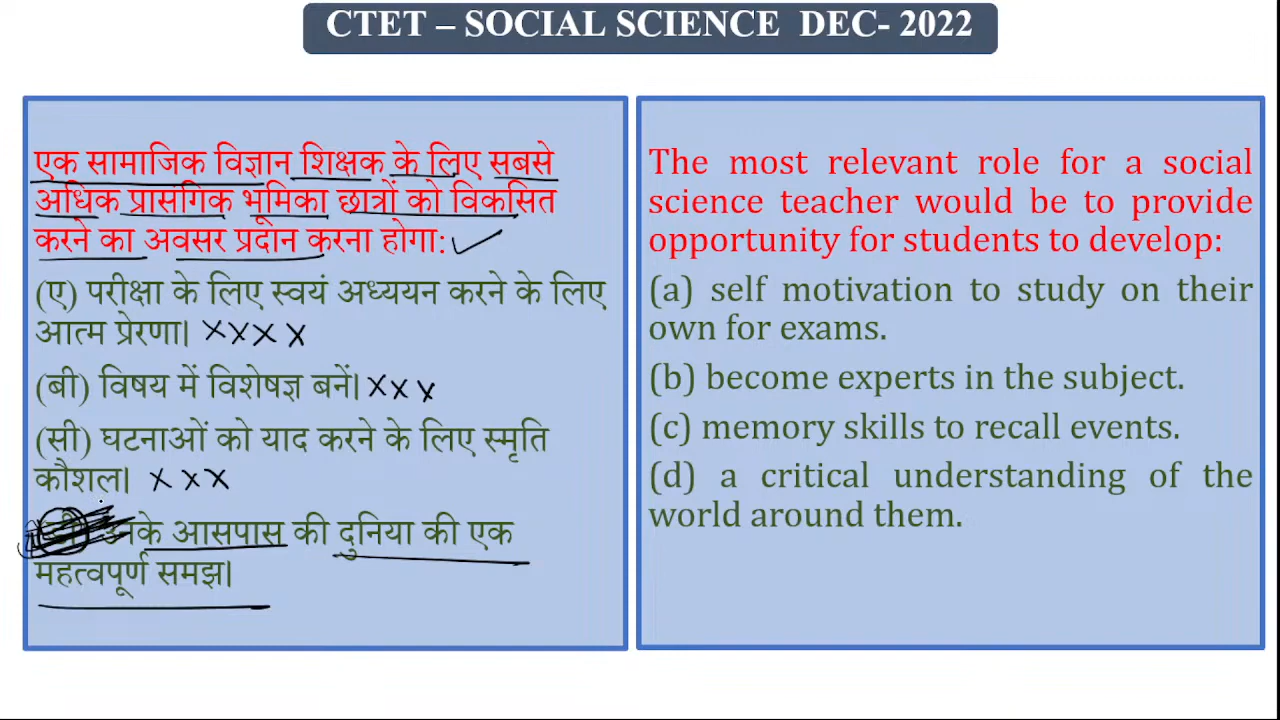 CTET – SOCIAL SCIENCE DEC- 2022
एक सामाजिक विज्ञान शिक्षक के लिए सबसे
अधिक प्रासगिक भूमिका छात्रों को विकसित
करने का अवसर प्रदान करना होगा:
(ए) परीक्षा के लिए स्वयं अध्ययन करने के लिए
आत्म प्रेरणा।
(बी) विषय में विशेषज्ञ बनें।
(सी) घटनाओं को याद करने के लिए स्मृति
कौशल।
उनके आसपास की दुनिया की एक
महत्वपूर्ण समझ।
The most relevant role for a social
science teacher would be to provide
opportunity for students to develop:
(a) self motivation to study on their
own for exams.
(b) become experts in the subject.
(c) memory skills to recall events.
(d) a critical understanding of the
world around them.